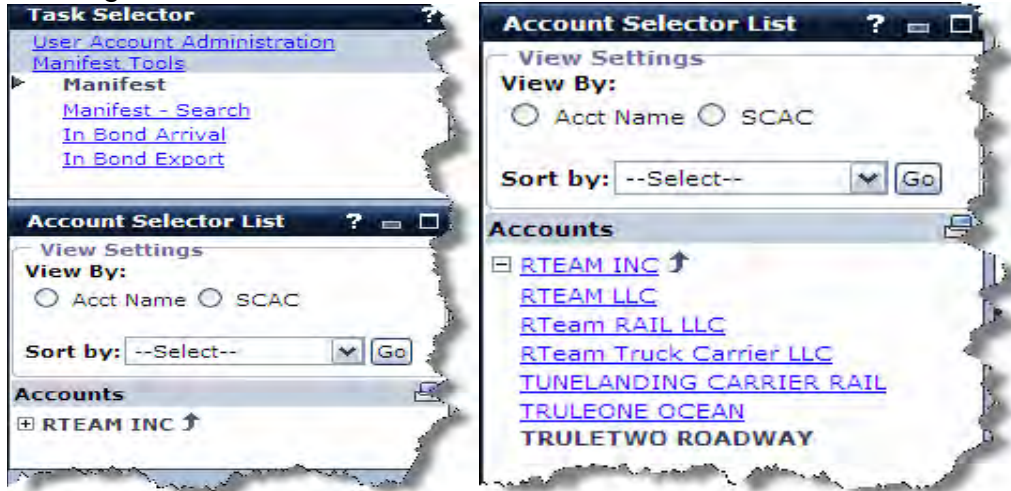 Task Selector ?
User Account Administration
Manifest Tools
Manifest
Manifest - Search
In Bond Arrival
In Bond Export
Account Selector List ?
View Settings
View By:
Acct Name SCAC
Sort by: --Select-- Go
Accounts
RTEAM INC
Account Selector List ?
View Settings
View By:
Acct Name SCAC
Sort by: --Select-- Go
Accounts
RTEAM INC
RTEAM LLC
RTeam RAIL LLC
RTeam Truck Carrier LLC
TUNELANDING CARRIER RAIL
TRULEONE OCEAN
TRULETWO ROADWAY